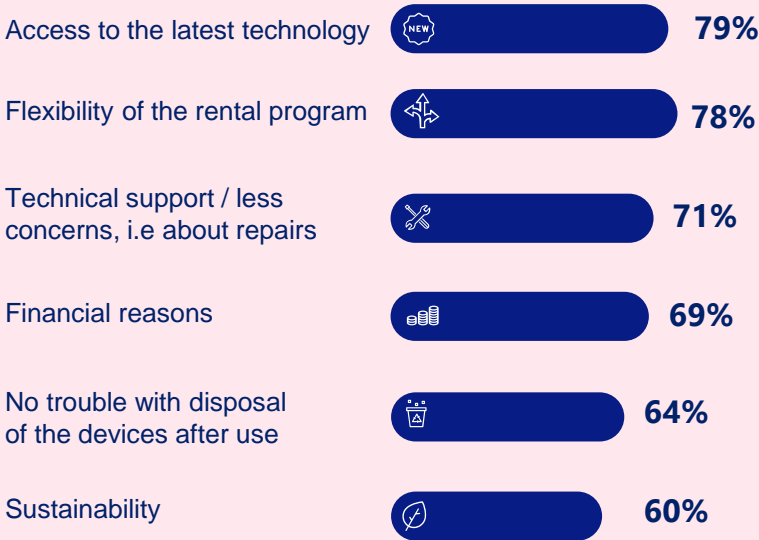 Access to the latest technology
NEW
79%
Flexibility of the rental program
78%
Technical support / less
concerns, i.e about repairs
71%
Financial reasons
69%
No trouble with disposal
of the devices after use
64%
Sustainability
60%